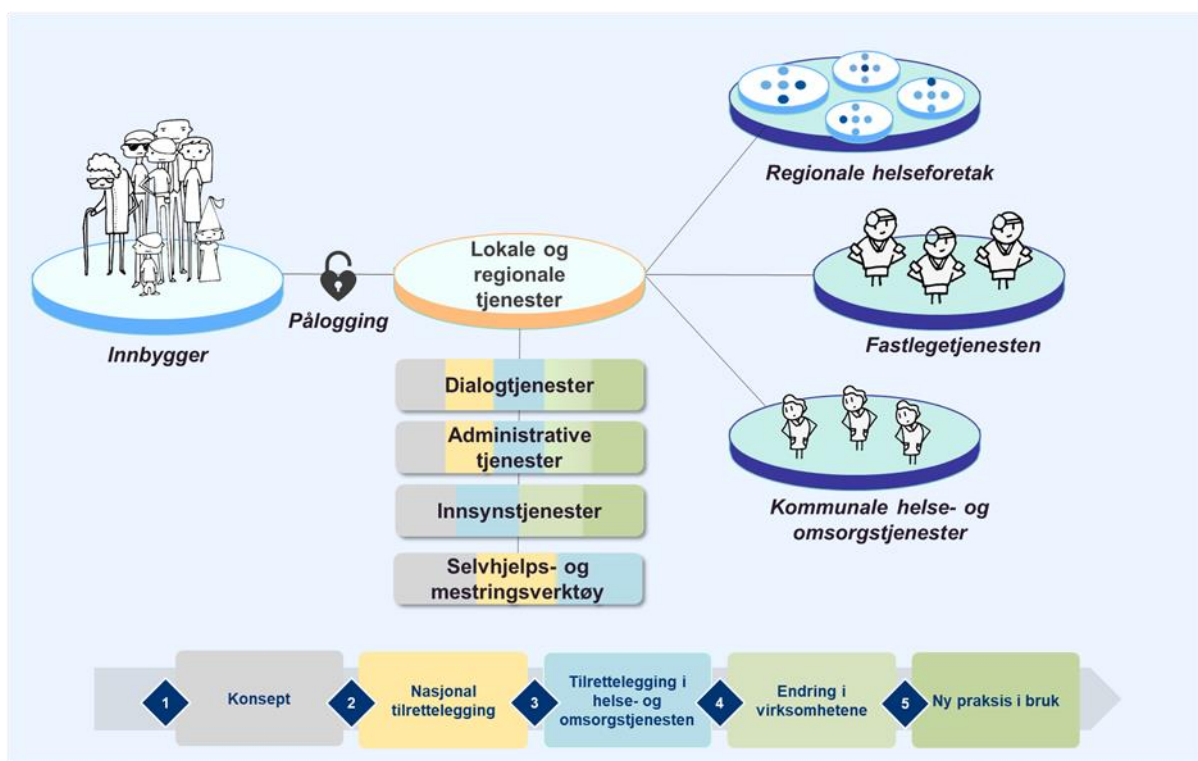 Regionale helseforetak
Lokale og
regionale
tjenester
Pålogging
Innbygger
Fastlegetjenesten
Dialogtjenester
Administrative
tjenester
Innsynstjenester
Selvhjelps- og
mestringsverktøy
Kommunale helse- og
omsorgstjenester
1
Konsept
2
Nasjonal
tilrettelegging
3
Tilrettelegging i
helse- og
omsorgstjenesten
4
Endring i
virksomhetene
5
Ny praksis i bruk